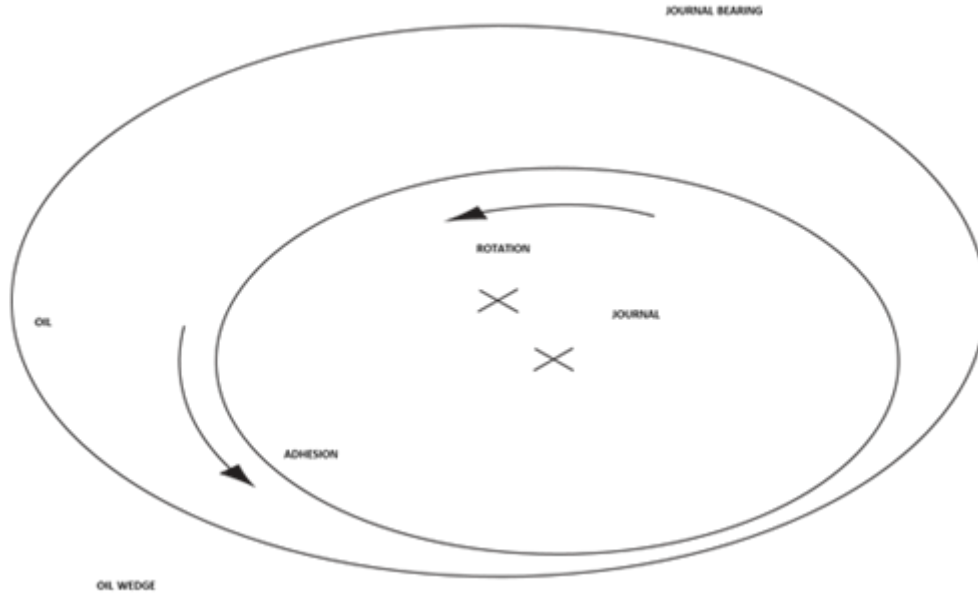 JOURNAL BEARING
ROTATION
JOURNAL
OIL
ADHESION
OIL WEDGE